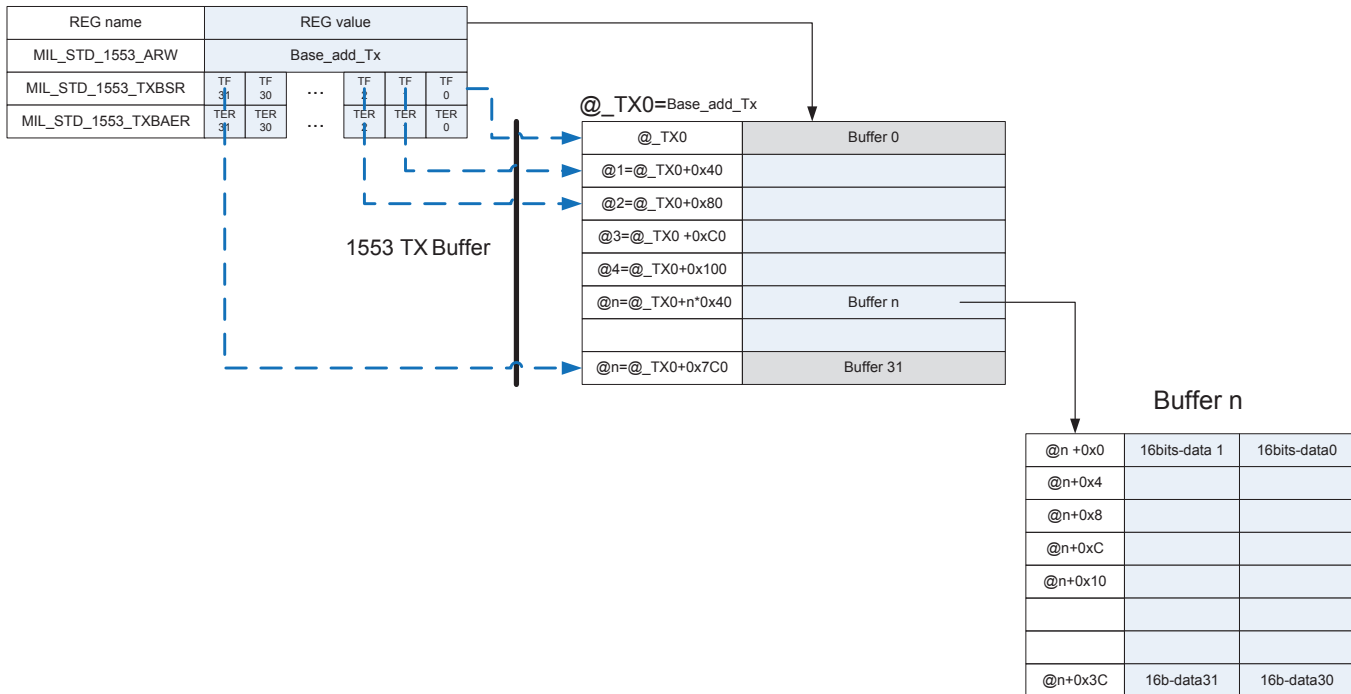 REG name REG value
MIL_STD_1553_ARW Base_add_Tx
MIL_STD_1553_TXBSR TF 31 TF 30 ... TF 2 TF TF 0
MIL_STD_1553_TXBAER TER 31 TER 30 ... TER 2 TER TER 0
@_TX0=Base_add_Tx
@_TX0 Buffer 0
@1=@_TX0+0x40
@2=@_TX0+0x80
@3=@_TX0 +0xC0
@4=@_TX0+0x100
@n=@_TX0+n*0x40 Buffer n
@n=@_TX0+0x7C0 Buffer 31
1553 TX Buffer
Buffer n
@n +0x0 16bits-data 1 16bits-data0
@n+0x4
@n+0x8
@n+0xC
@n+0x10
@n+0x3C 16b-data31 16b-data30